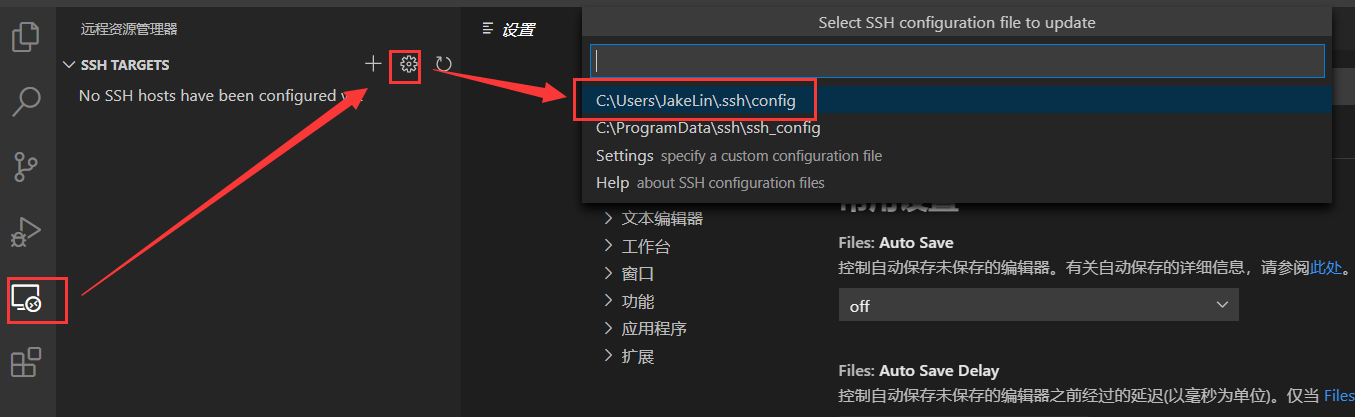 远程资源管理器
SSH TARGETS
No SSH hosts have been configured
设置
Select SSH configuration file to update
C:\Users\JakeLin\.ssh\config
C:\ProgramData\ssh\ssh_config
Settings specify a custom configuration file
Help about SSH configuration files
常用设置
文本编辑器
工作台
窗口
功能
应用程序
扩展
Files: Auto Save
控制自动保存未保存的编辑器。有关自动保存的详细信息，请参阅此处。
off
Files: Auto Save Delay
控制自动保存未保存的编辑器之前经过的延迟(以毫秒为单位)。仅当 Files